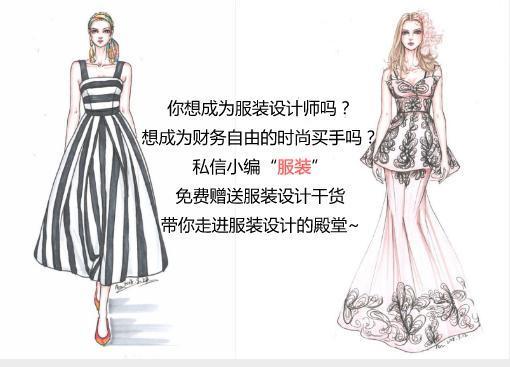 你想成为服装设计师吗？
想成为财务自由的时尚买手吗？
私信小编“服装”
免费赠送服装设计干货
带你走进服装设计的殿堂~